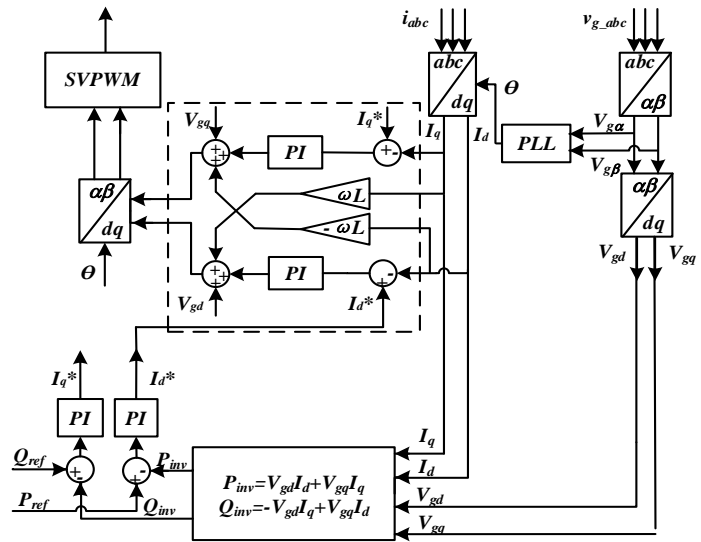 i_abc
v_g_abc
SVPWM
abc
dq
abc
αβ
V_gq
I_q*
I_q
I_d
Θ
V_gα
PI
PLL
V_gβ
αβ
dq
ωL
αβ
dq
- ωL
Θ
PI
V_gd
V_gq
V_gd
I_d*
I_q*
I_d*
PI
PI
I_q
Q_ref
P_inv
P_inv=V_gdI_d+V_gqI_q
I_d
P_ref
Q_inv
Q_inv=-V_gdI_q+V_gqI_d
V_gd
V_gq